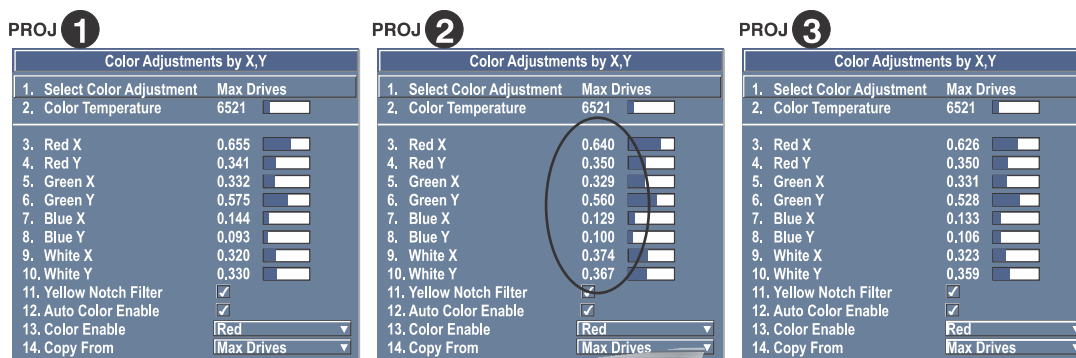 PROJ 1
Color Adjustments by X,Y
1. Select Color Adjustment Max Drives
2. Color Temperature 6521
3. Red X 0.655
4. Red Y 0.341
5. Green X 0.332
6. Green Y 0.575
7. Blue X 0.144
8. Blue Y 0.093
9. White X 0.320
10. White Y 0.330
11. Yellow Notch Filter
12. Auto Color Enable
13. Color Enable Red
14. Copy From Max Drives
PROJ 2
Color Adjustments by X,Y
1. Select Color Adjustment Max Drives
2. Color Temperature 6521
3. Red X 0.640
4. Red Y 0.350
5. Green X 0.329
6. Green Y 0.560
7. Blue X 0.129
8. Blue Y 0.100
9. White X 0.374
10. White Y 0.367
11. Yellow Notch Filter
12. Auto Color Enable
13. Color Enable Red
14. Copy From Max Drives
PROJ 3
Color Adjustments by X,Y
1. Select Color Adjustment Max Drives
2. Color Temperature 6521
3. Red X 0.626
4. Red Y 0.350
5. Green X 0.331
6. Green Y 0.528
7. Blue X 0.133
8. Blue Y 0.106
9. White X 0.323
10. White Y 0.359
11. Yellow Notch Filter
12. Auto Color Enable
13. Color Enable Red
14. Copy From Max Drives